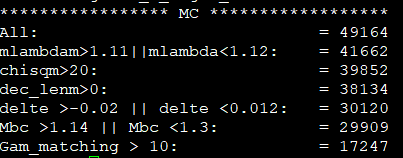 ***************** MC ******************
All: = 49164
mlambdam>1.11||mlambda<1.12: = 41662
chisqm>20: = 39852
dec_lenm>0: = 38134
delte >-0.02 || delte <0.012: = 30120
Mbc >1.14 || Mbc <1.3: = 29909
Gam_matching > 10: = 17247